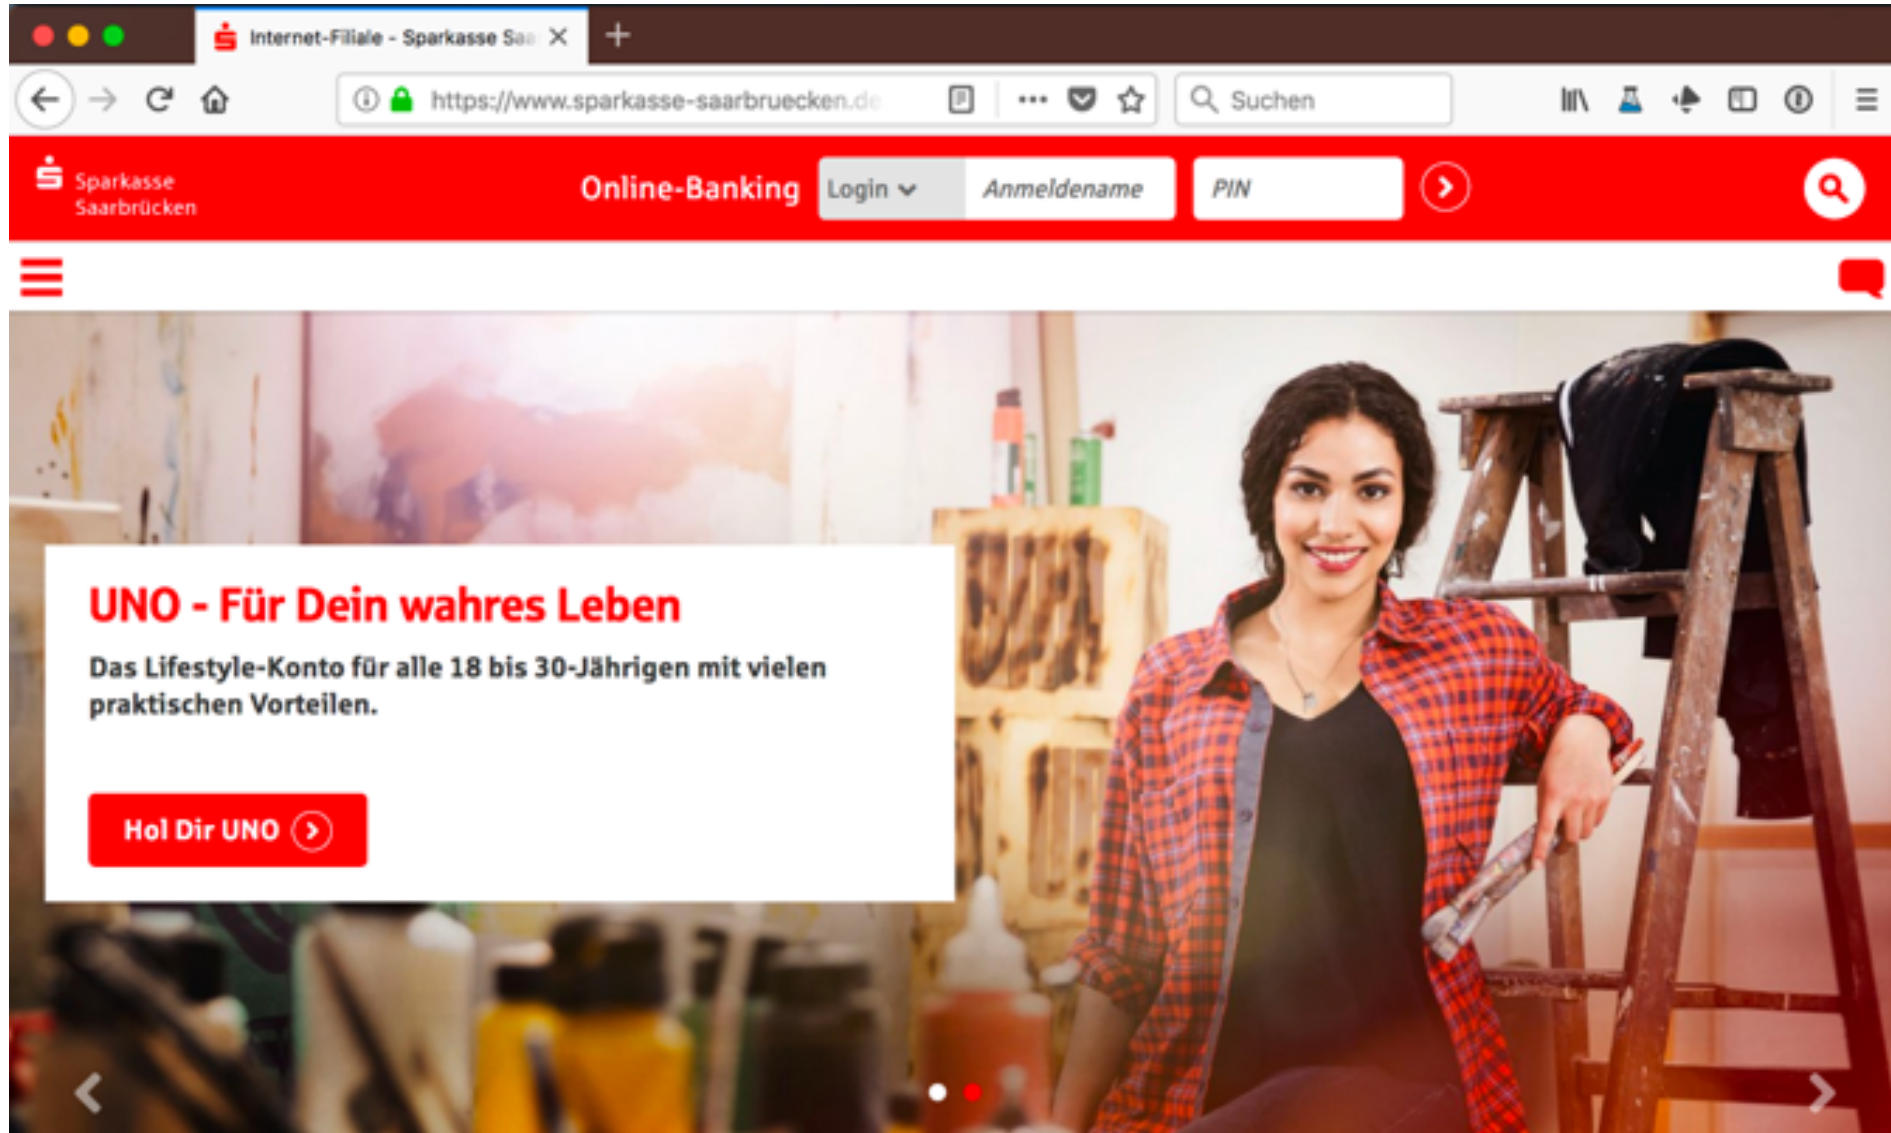 Internet-Filiale - Sparkasse Saa
https://www.sparkasse-saarbruecken.de
Suchen
Sparkasse
Saarbrücken
Online-Banking
Login
Anmeldename
PIN
UNO - Für Dein wahres Leben
Das Lifestyle-Konto für alle 18 bis 30-Jährigen mit vielen
praktischen Vorteilen.
Hol Dir UNO